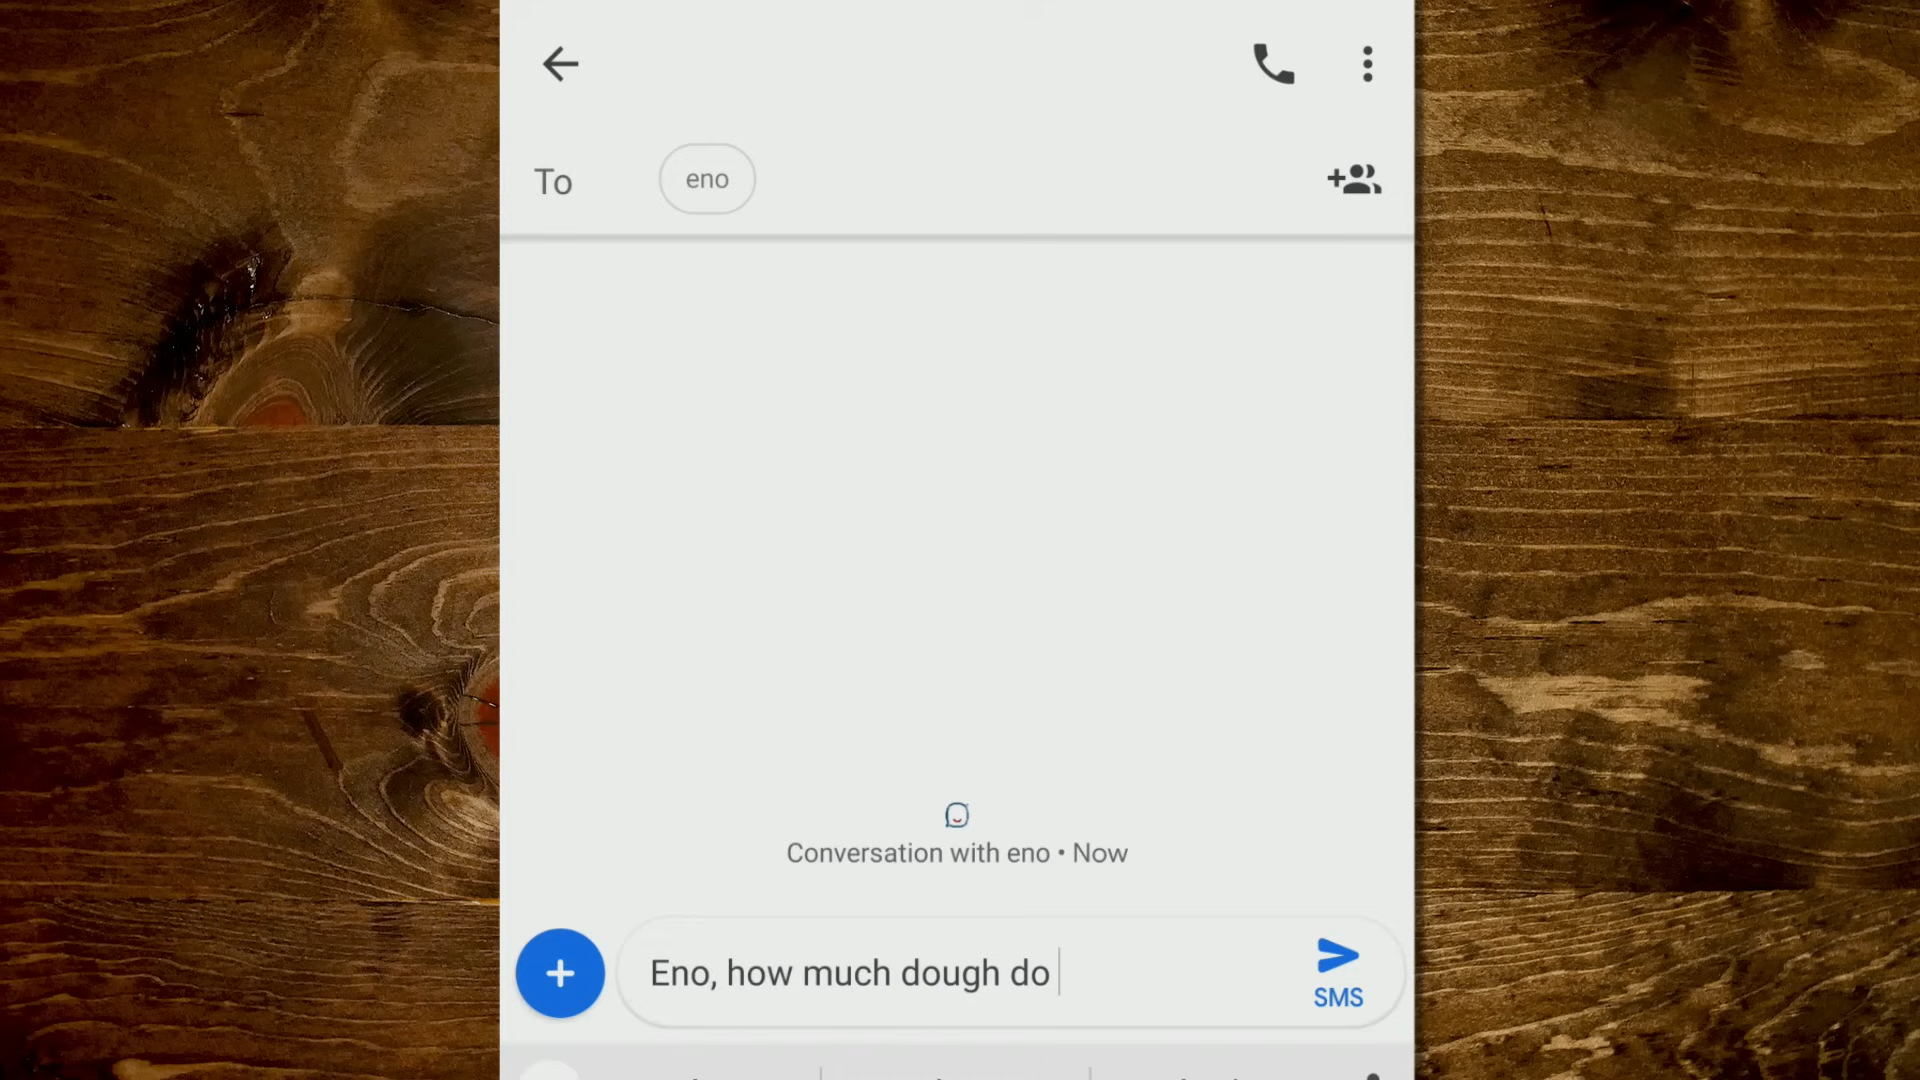 To eno
Conversation with eno • Now
Eno, how much dough do
SMS